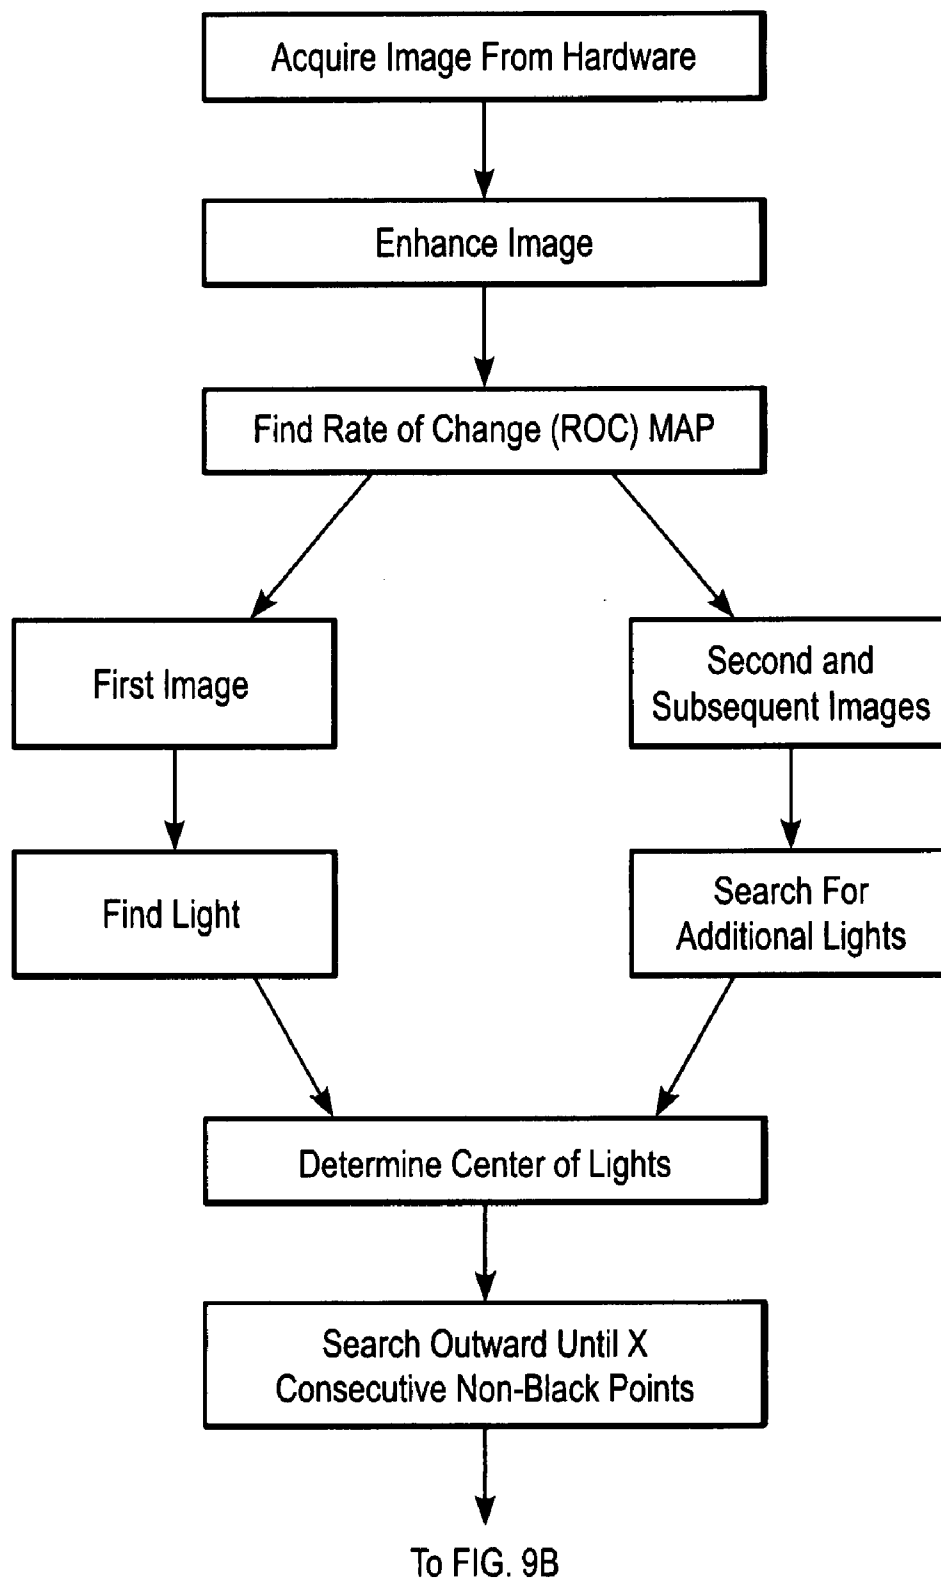 Acquire Image From Hardware
Enhance Image
Find Rate of Change (ROC) MAP
First Image
Second and
Subsequent Images
Find Light
Search For
Additional Lights
Determine Center of Lights
Search Outward Until X
Consecutive Non-Black Points
To FIG. 9B